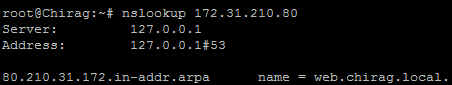 root@Chirag:~# nslookup 172.31.210.80
Server:         127.0.0.1
Address:        127.0.0.1#53
80.210.31.172.in-addr.arpa      name = web.chirag.local.